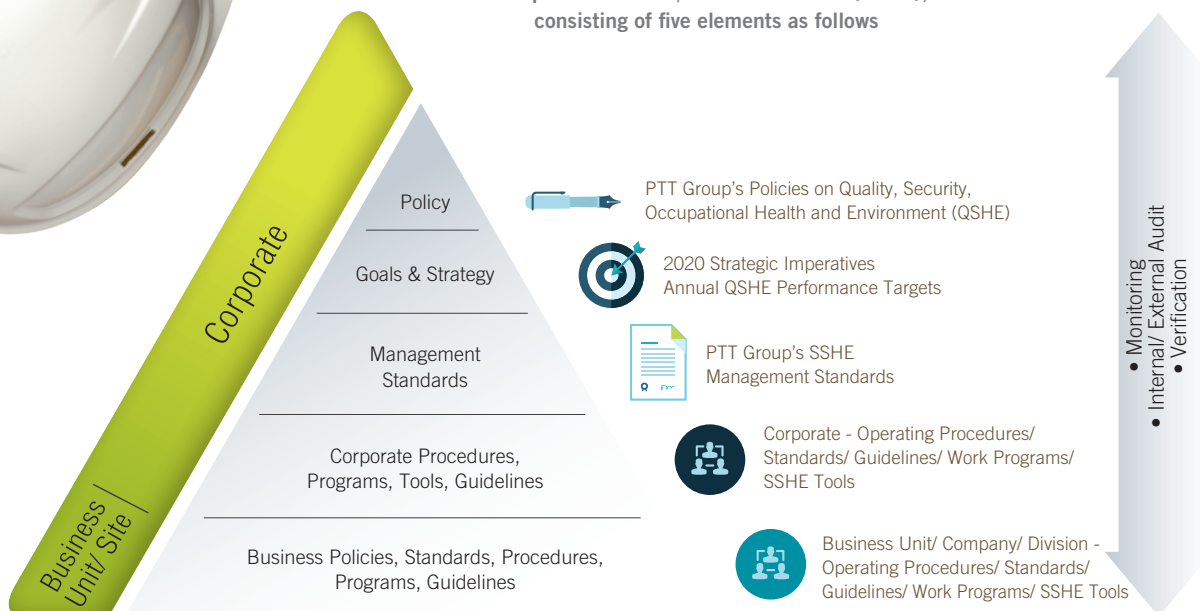 consisting of five elements as follows
Corporate
Business
Unit/ Site
Policy
PTT Group's Policies on Quality, Security,
Occupational Health and Environment (QSHE)
Goals & Strategy
2020 Strategic Imperatives
Annual QSHE Performance Targets
Management
Standards
PTT Group's SSHE
Management Standards
Corporate Procedures,
Programs, Tools, Guidelines
Corporate - Operating Procedures/
Standards/ Guidelines/ Work Programs/
SSHE Tools
Business Policies, Standards, Procedures,
Programs, Guidelines
Business Unit/ Company/ Division -
Operating Procedures/ Standards/
Guidelines/ Work Programs/ SSHE Tools
• Monitoring
• Internal/ External Audit
• Verification